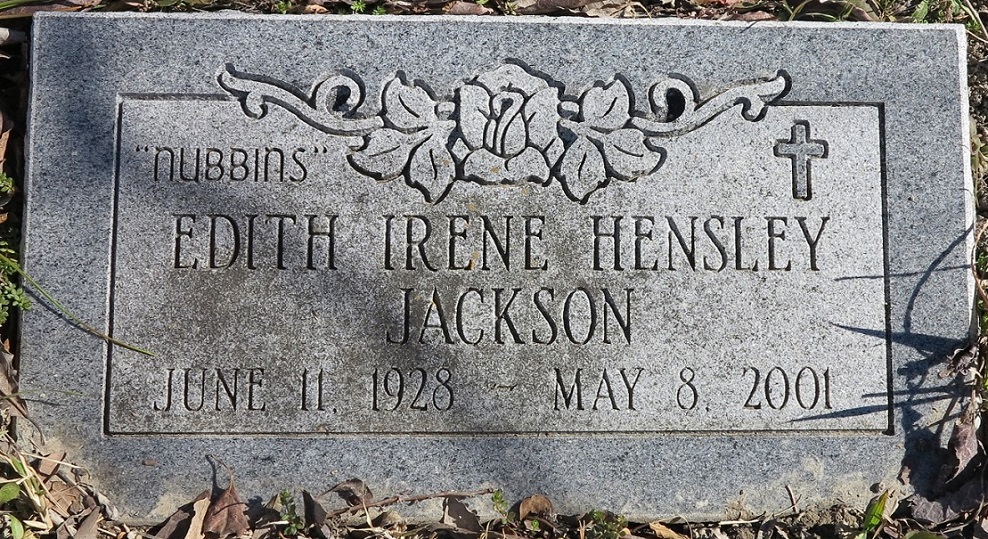 "NUBBINS"
EDITH IRENE HENSLEY
JACKSON
JUNE 11, 1928 ~ MAY 8, 2001